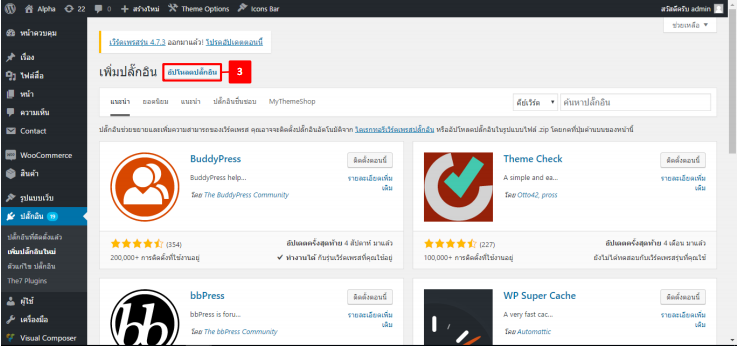 Alpha 22 0 + สร้างใหม่ Theme Options Icons Bar สวัสดีครับ admin
หน้าควบคุม
เรื่อง
ไฟล์สื่อ
หน้า
ความเห็น
Contact
WooCommerce
สินค้า
รูปแบบเว็บ
ปลั๊กอิน 19
ปลั๊กอินที่ติดตั้งแล้ว
เพิ่มปลั๊กอินใหม่
ตัวแก้ไข ปลั๊กอิน
The7 Plugins
ผู้ใช้
เครื่องมือ
Visual Composer
ช่วยเหลือ ▼
เวิร์ดเพรสรุ่น 4.7.3 ออกมาแล้ว! โปรดอัปเดตตอนนี้
เพิ่มปลั๊กอิน อัปโหลดปลั๊กอิน 3
แนะนำ ยอดนิยม แนะนำ ปลั๊กอินชื่นชอบ MyThemeShop คีย์เวิร์ด ▼ ค้นหาปลั๊กอิน
ปลั๊กอินช่วยขยายและเพิ่มความสามารถของเวิร์ดเพรส คุณอาจจะติดตั้งปลั๊กอินอัตโนมัติจาก ไดเรกทอรีเวิร์ดเพรสปลั๊กอิน หรืออัปโหลดปลั๊กอินในรูปแบบไฟล์ .zip โดยกดที่ปุ่มด้านบนของหน้านี้
BuddyPress ติดตั้งตอนนี้
BuddyPress help... รายละเอียดเพิ่ม
เติม
โดย The BuddyPress Community
(354) อัปเดตครั้งสุดท้าย 4 สัปดาห์ มาแล้ว
200,000+ การติดตั้งที่ใช้งานอยู่ ✔ ทำงานได้ กับรุ่นเวิร์ดเพรสที่คุณใช้อยู่
Theme Check ติดตั้งตอนนี้
A simple and ea... รายละเอียดเพิ่ม
เติม
โดย Otto42, pross
(227) อัปเดตครั้งสุดท้าย 4 เดือน มาแล้ว
100,000+ การติดตั้งที่ใช้งานอยู่ ยังไม่ได้ทดสอบกับเวิร์ดเพรสรุ่นที่คุณใช้
bbPress ติดตั้งตอนนี้
bbPress is foru... รายละเอียดเพิ่ม
เติม
โดย The bbPress Community
WP Super Cache ติดตั้งตอนนี้
A very fast cac... รายละเอียดเพิ่ม
เติม
โดย Automattic